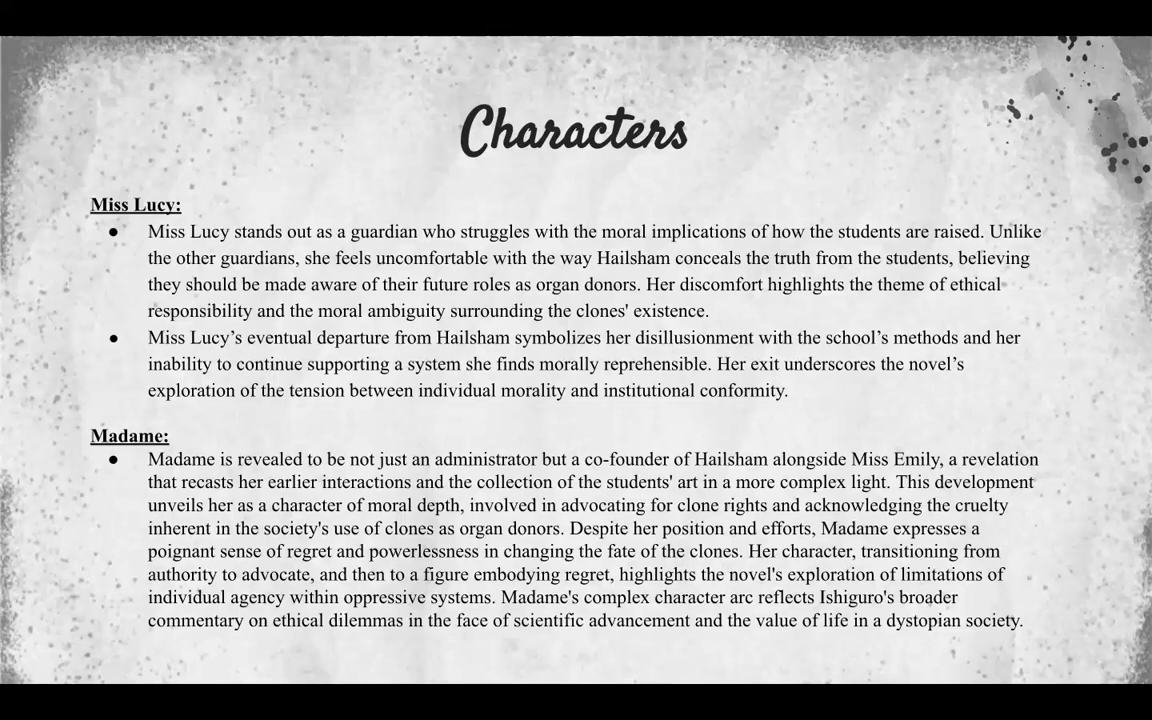 Characters
Miss Lucy:
● Miss Lucy stands out as a guardian who struggles with the moral implications of how the students are raised. Unlike
the other guardians, she feels uncomfortable with the way Hailsham conceals the truth from the students, believing
they should be made aware of their future roles as organ donors. Her discomfort highlights the theme of ethical
responsibility and the moral ambiguity surrounding the clones' existence.
● Miss Lucy’s eventual departure from Hailsham symbolizes her disillusionment with the school’s methods and her
inability to continue supporting a system she finds morally reprehensible. Her exit underscores the novel’s
exploration of the tension between individual morality and institutional conformity.
Madame:
● Madame is revealed to be not just an administrator but a co-founder of Hailsham alongside Miss Emily, a revelation
that recasts her earlier interactions and the collection of the students' art in a more complex light. This development
unveils her as a character of moral depth, involved in advocating for clone rights and acknowledging the cruelty
inherent in the society's use of clones as organ donors. Despite her position and efforts, Madame expresses a
poignant sense of regret and powerlessness in changing the fate of the clones. Her character, transitioning from
authority to advocate, and then to a figure embodying regret, highlights the novel's exploration of limitations of
individual agency within oppressive systems. Madame's complex character arc reflects Ishiguro's broader
commentary on ethical dilemmas in the face of scientific advancement and the value of life in a dystopian society.